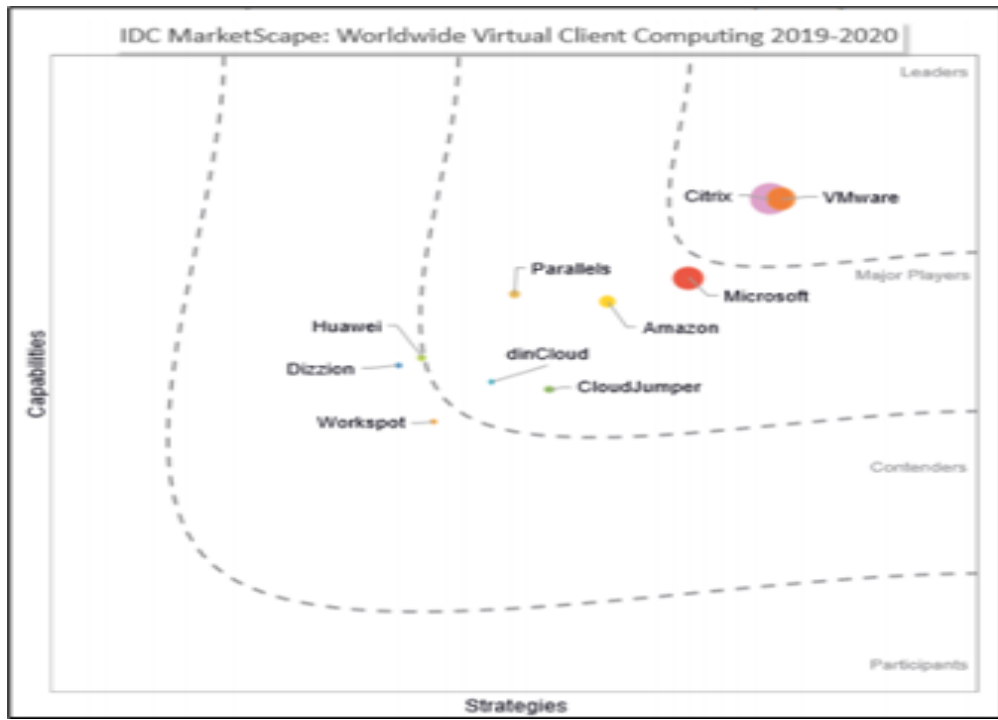 IDC MarketScape: Worldwide Virtual Client Computing 2019-2020
Leaders
Citrix
VMware
Parallels
Major Players
Microsoft
Huawei
Amazon
dinCloud
Dizzion
CloudJumper
Workspot
Capabilities
Contenders
Participants
Strategies